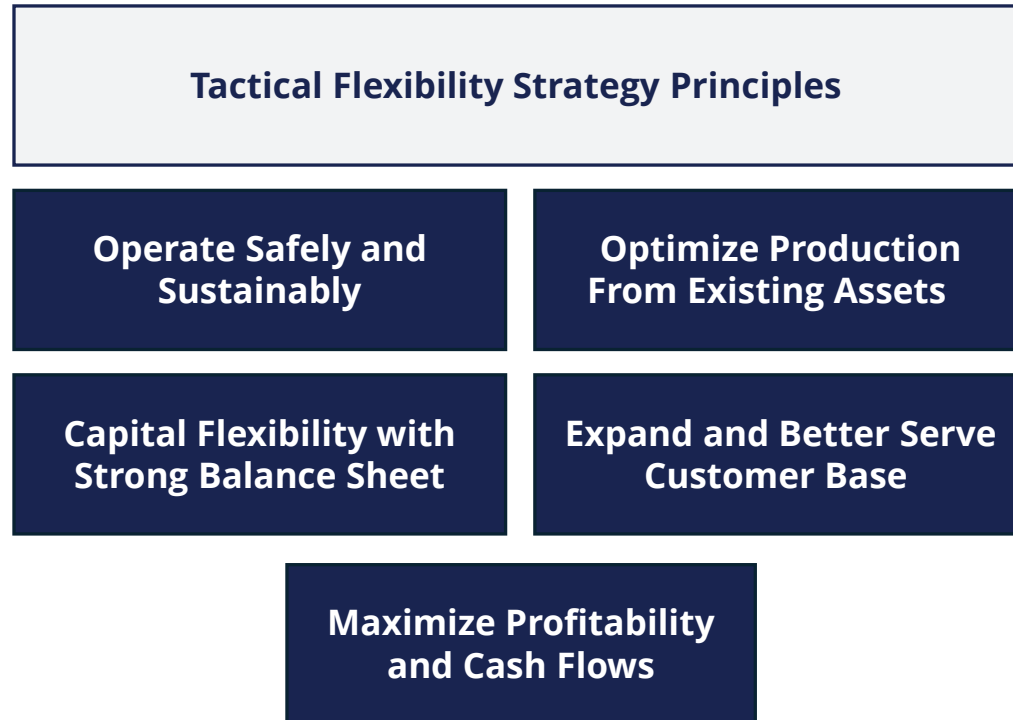 Tactical Flexibility Strategy Principles
Operate Safely and
Sustainably
Optimize Production
From Existing Assets
Capital Flexibility with
Strong Balance Sheet
Expand and Better Serve
Customer Base
Maximize Profitability
and Cash Flows